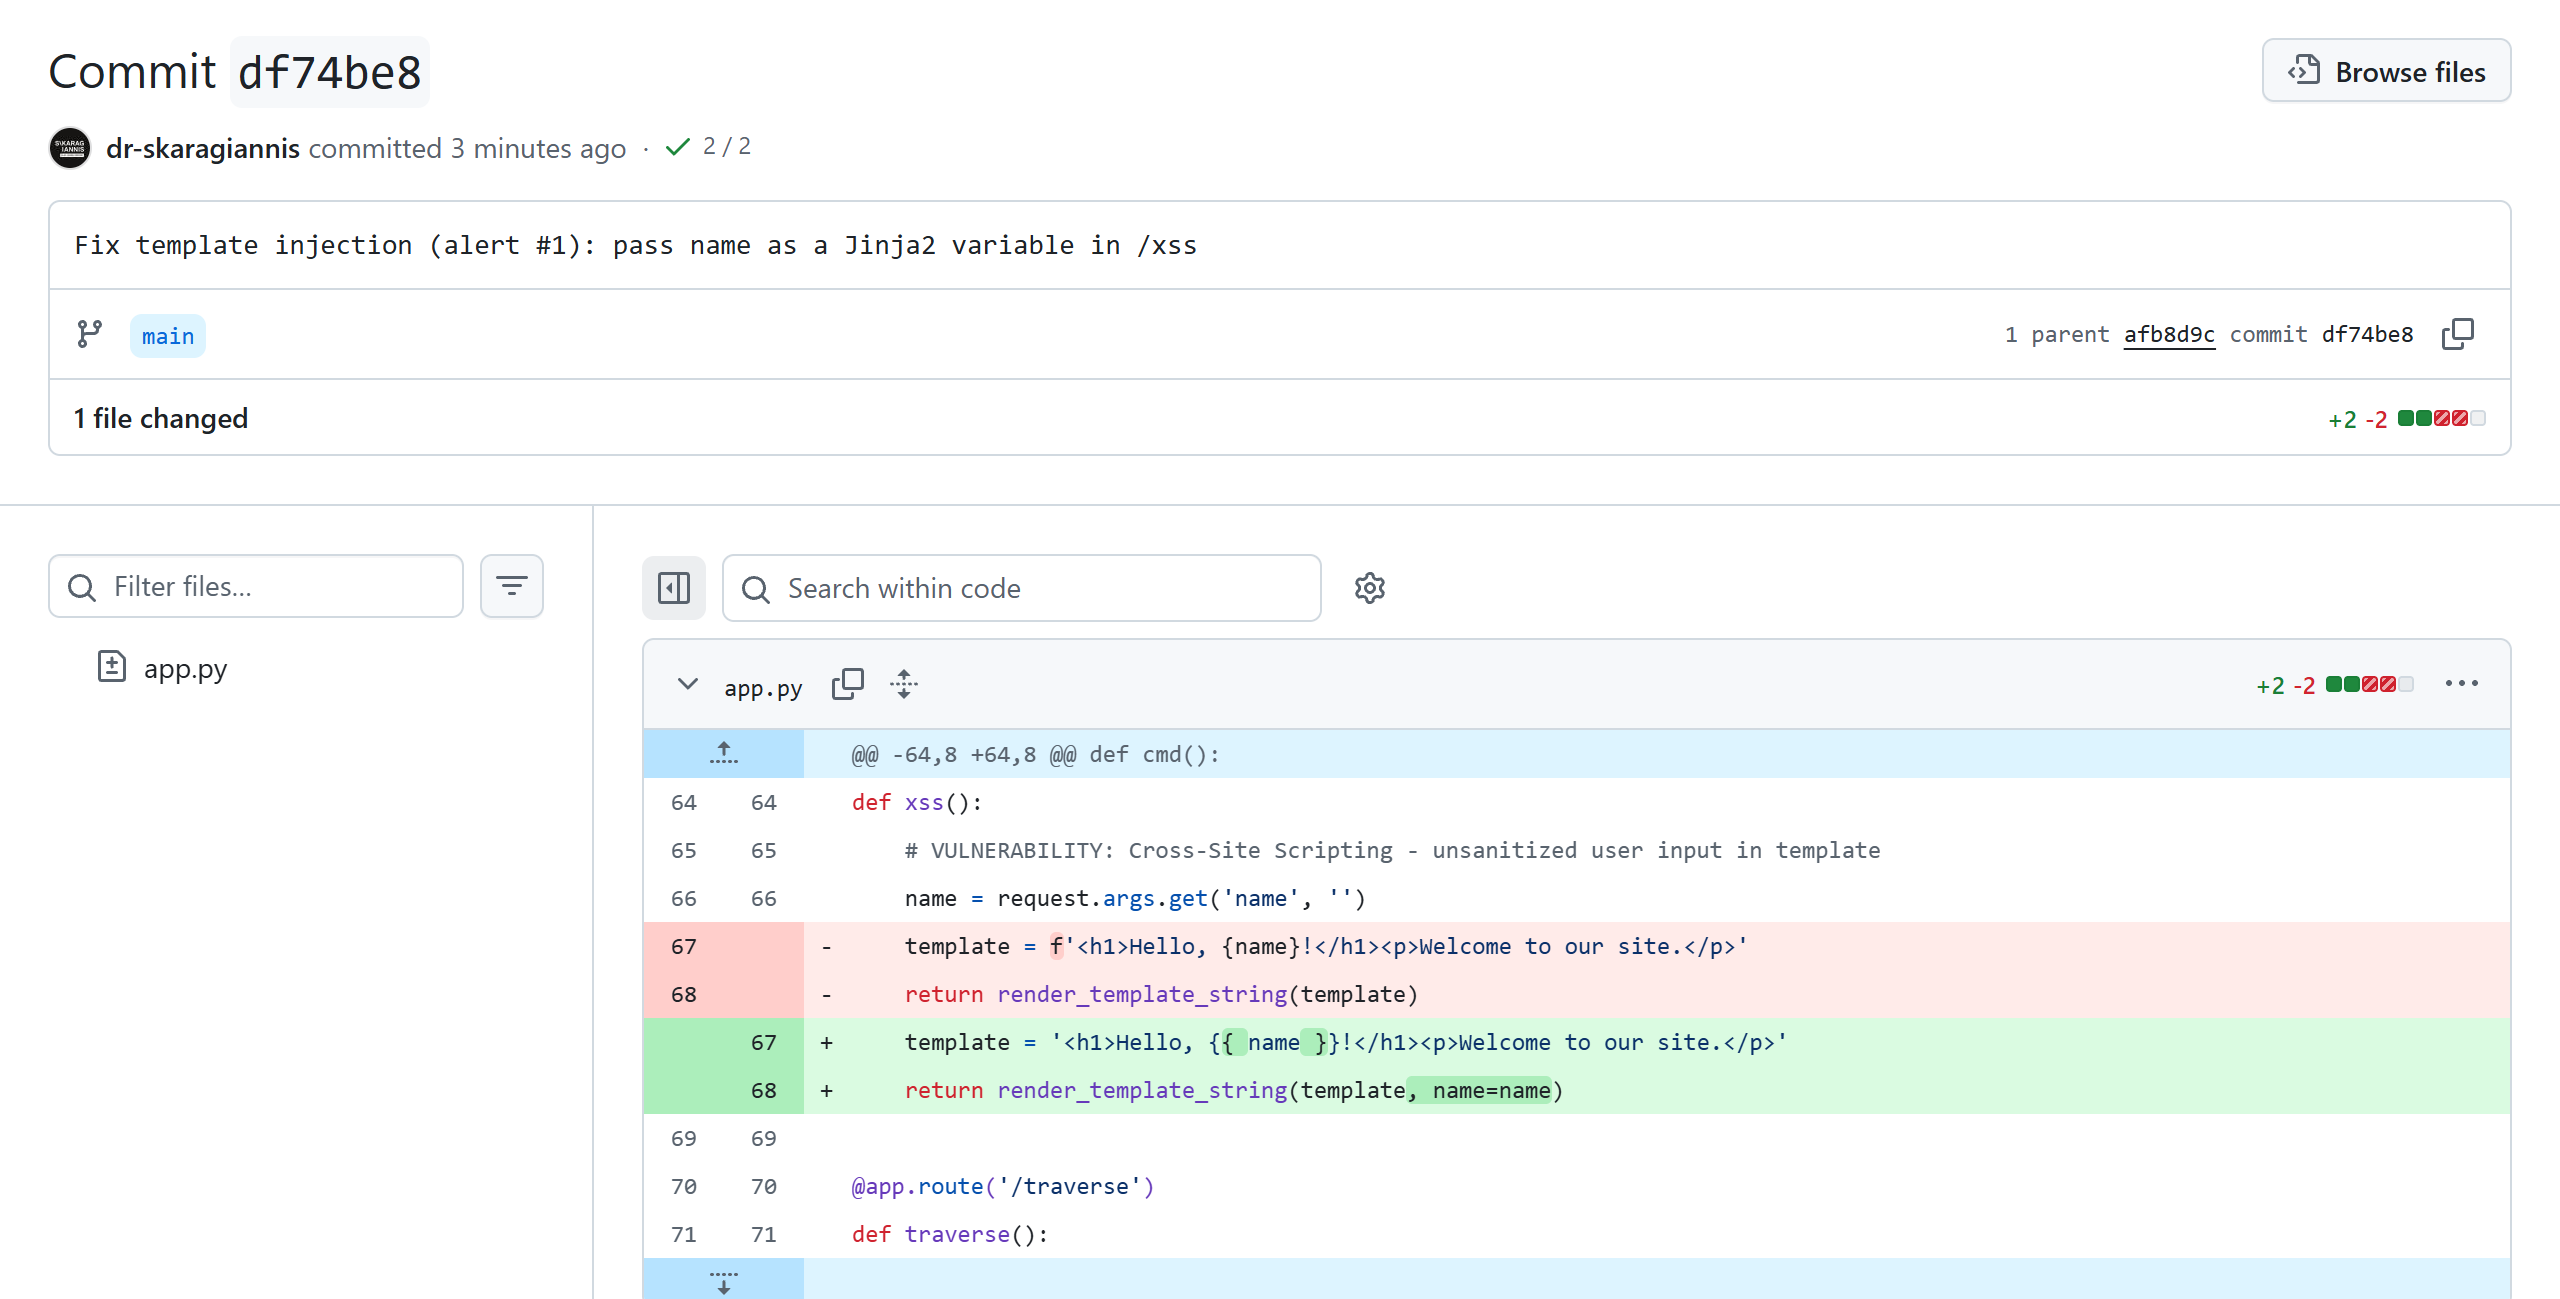 Commit df74be8
Browse files
SKARAG
IANNIS
dr-skaragiannis committed 3 minutes ago · 2 / 2
Fix template injection (alert #1): pass name as a Jinja2 variable in /xss
main
1 parent afb8d9c commit df74be8
1 file changed
+2 -2
Filter files...
Search within code
app.py
app.py
+2 -2
@@ -64,8 +64,8 @@ def cmd():
64 64 def xss():
65 65 # VULNERABILITY: Cross-Site Scripting - unsanitized user input in template
66 66 name = request.args.get('name', '')
67 - template = f'<h1>Hello, {name}!</h1><p>Welcome to our site.</p>'
68 - return render_template_string(template)
67 + template = '<h1>Hello, {{ name }}!</h1><p>Welcome to our site.</p>'
68 + return render_template_string(template, name=name)
69 69
70 70 @app.route('/traverse')
71 71 def traverse():